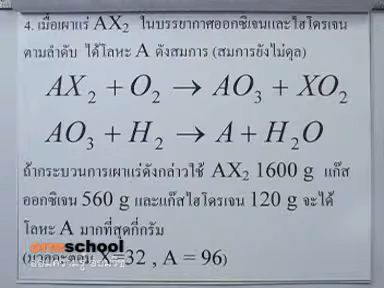 4. เมื่อเผาแร่ AX₂ ในบรรยากาศออกซิเจนและไฮโดรเจน
ตามลำดับ ได้โลหะ A ดังสมการ (สมการยังไม่ดุล)
AX₂ + O₂ → AO₃ + XO₂
AO₃ + H₂ → A + H₂O
ถ้ากระบวนการเผาแร่ดังกล่าวใช้ AX₂ 1600 g แก๊ส
ออกซิเจน 560 g และแก๊สไฮโดรเจน 120 g จะได้
โลหะ A มากที่สุดกี่กรัม
oneschool
X=32 , A = 96)